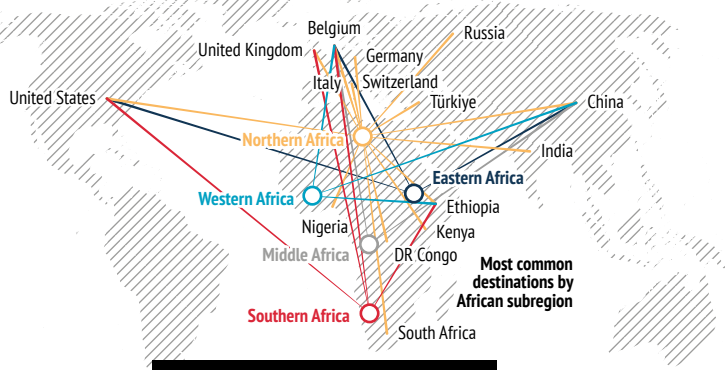 Belgium
Russia
United Kingdom
Germany
Italy
Switzerland
United States
Türkiye
China
Northern Africa
India
Eastern Africa
Western Africa
Ethiopia
Nigeria
Kenya
Middle Africa
DR Congo
Most common
destinations by
African subregion
Southern Africa
South Africa